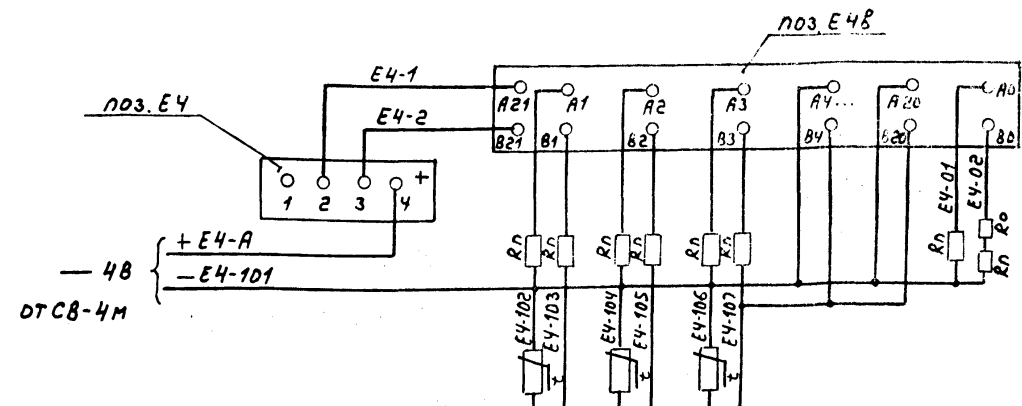 поз. Е4В
Е4-1
поз. Е4
А21 А1 А2 А3 А4... А20 А0
Е4-2
В21 В1 В2 В3 В4 В20 В0
+
1 2 3 4
Е4-01
Е4-02
Rо
Rп Rп Rп Rп Rп Rп Rп Rп
+ Е4-А
— 4В
— Е4-101
от СВ-4м
Е4-102
Е4-103
Е4-104
Е4-105
Е4-106
Е4-107
t t t